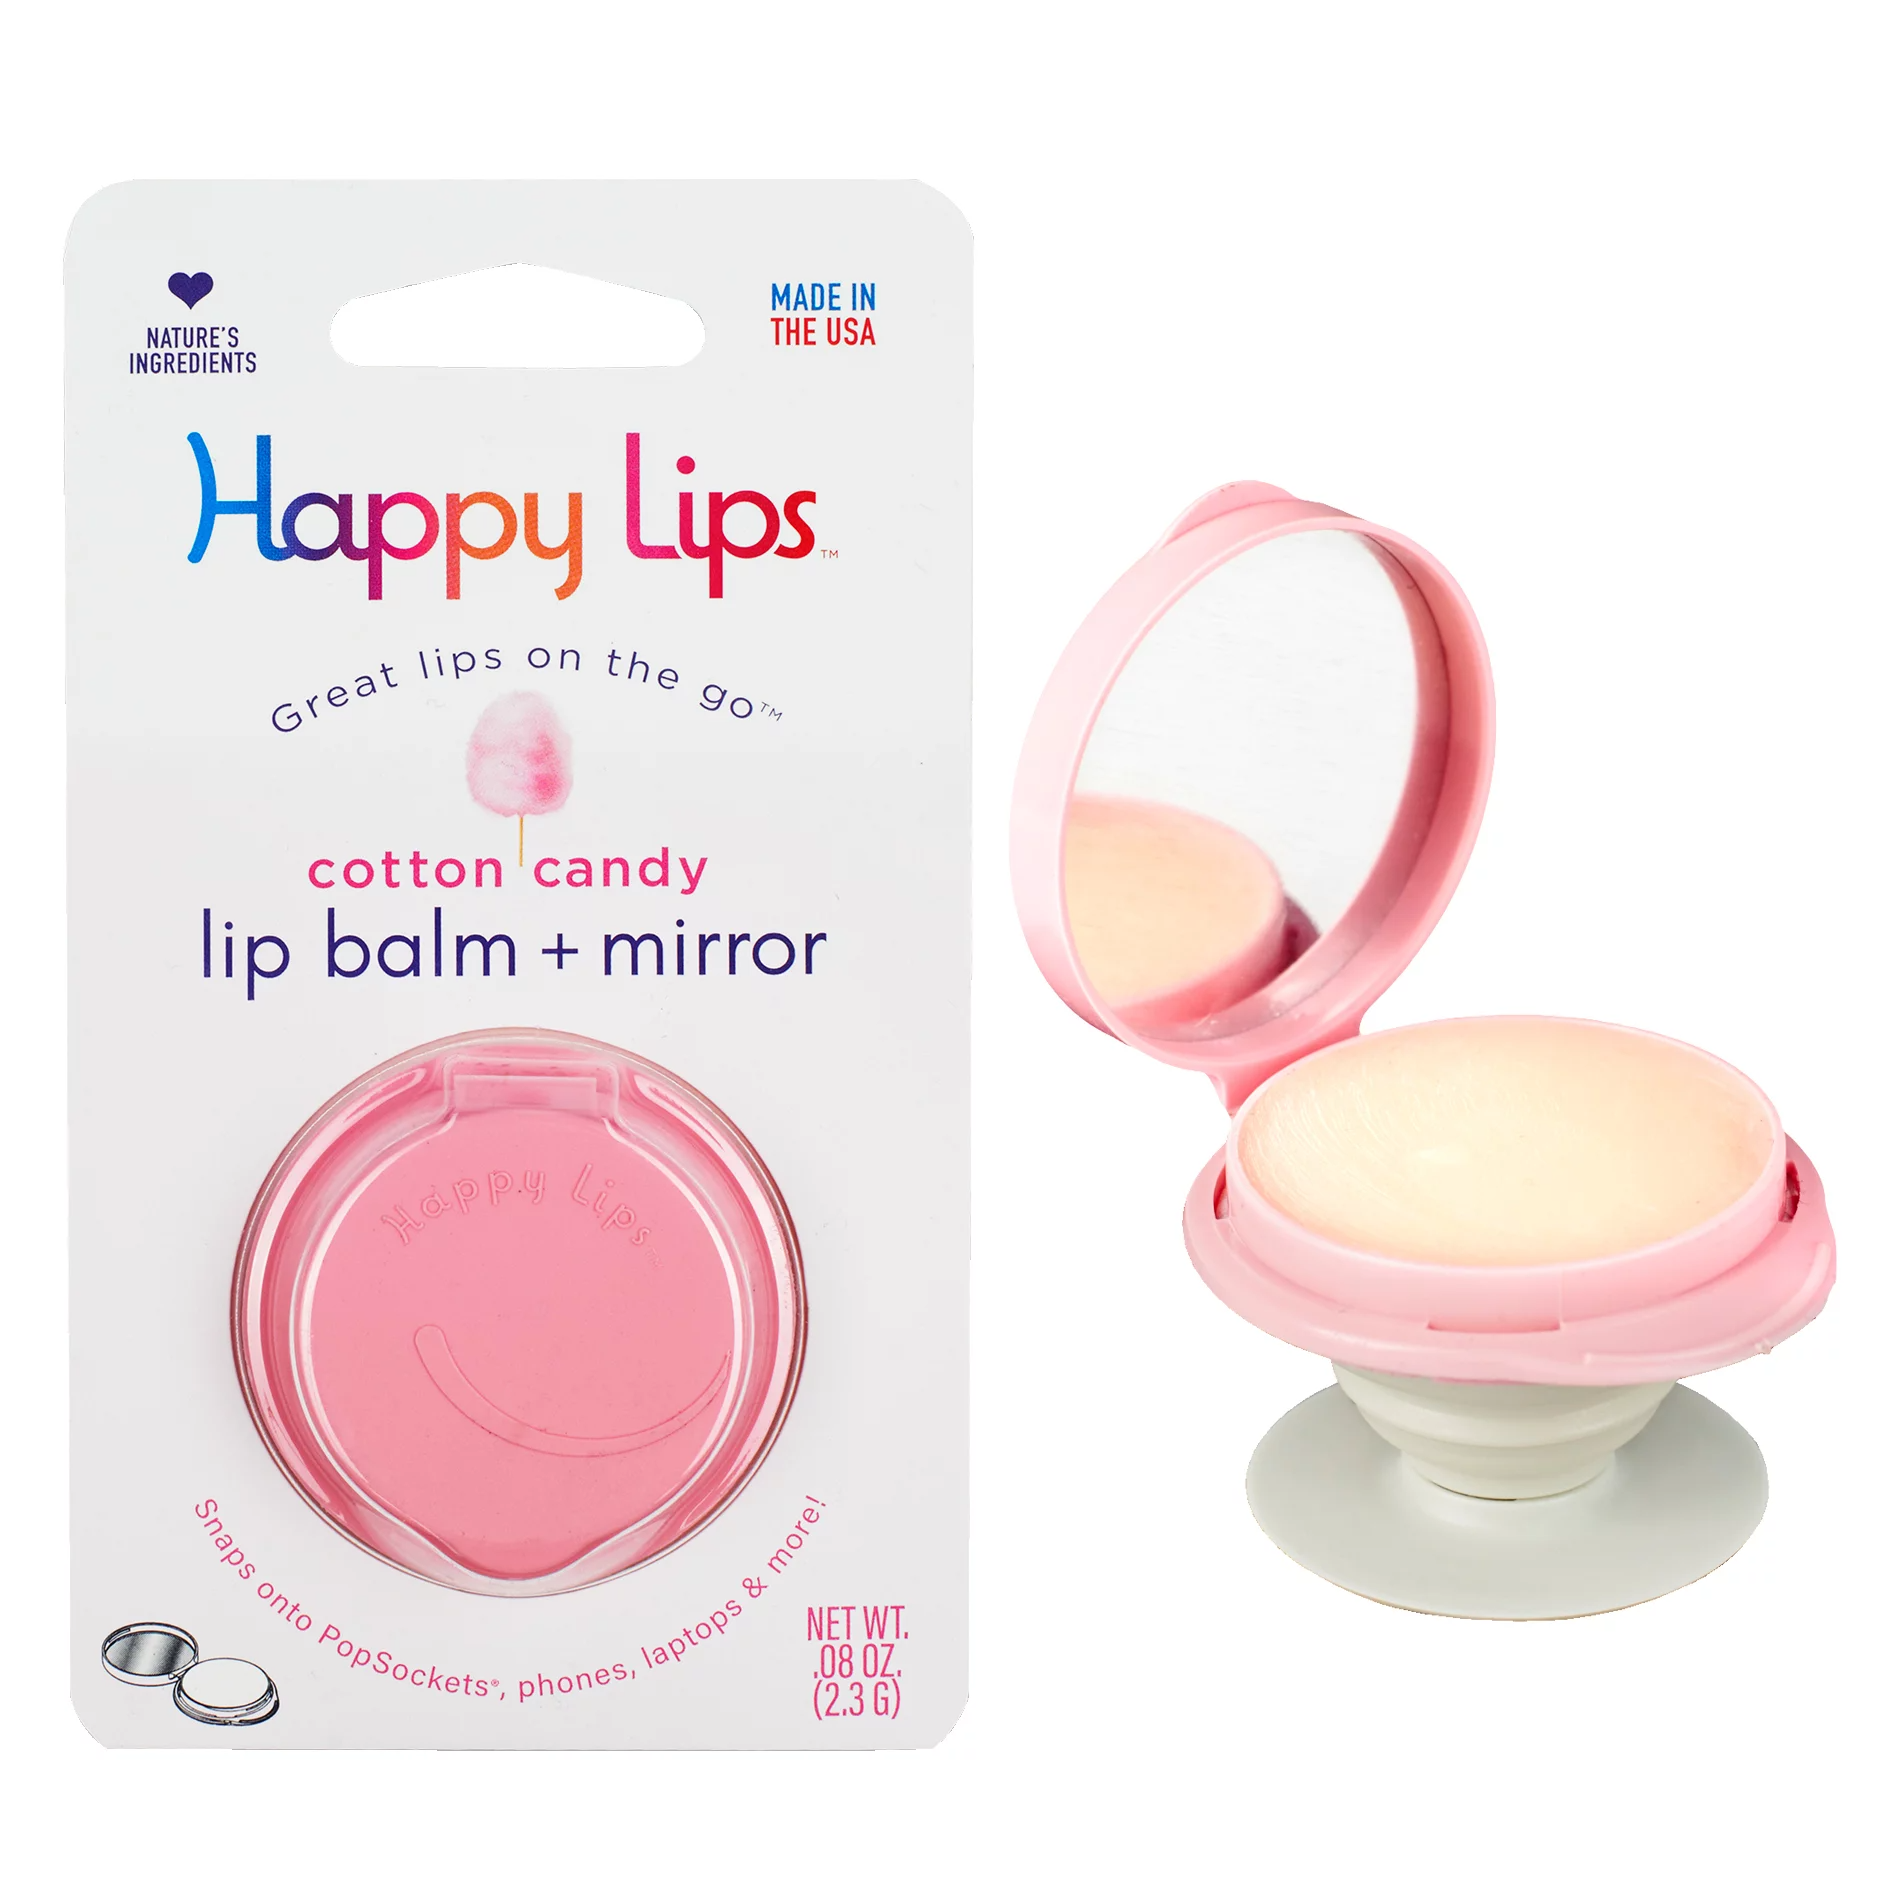 NATURE'S
INGREDIENTS
MADE IN
THE USA
Happy Lips™
Great lips on the go™
cotton candy
lip balm + mirror
Happy Lips™
Snaps onto PopSockets®, phones, laptops & more!
NET WT.
.08 OZ.
(2.3 G)